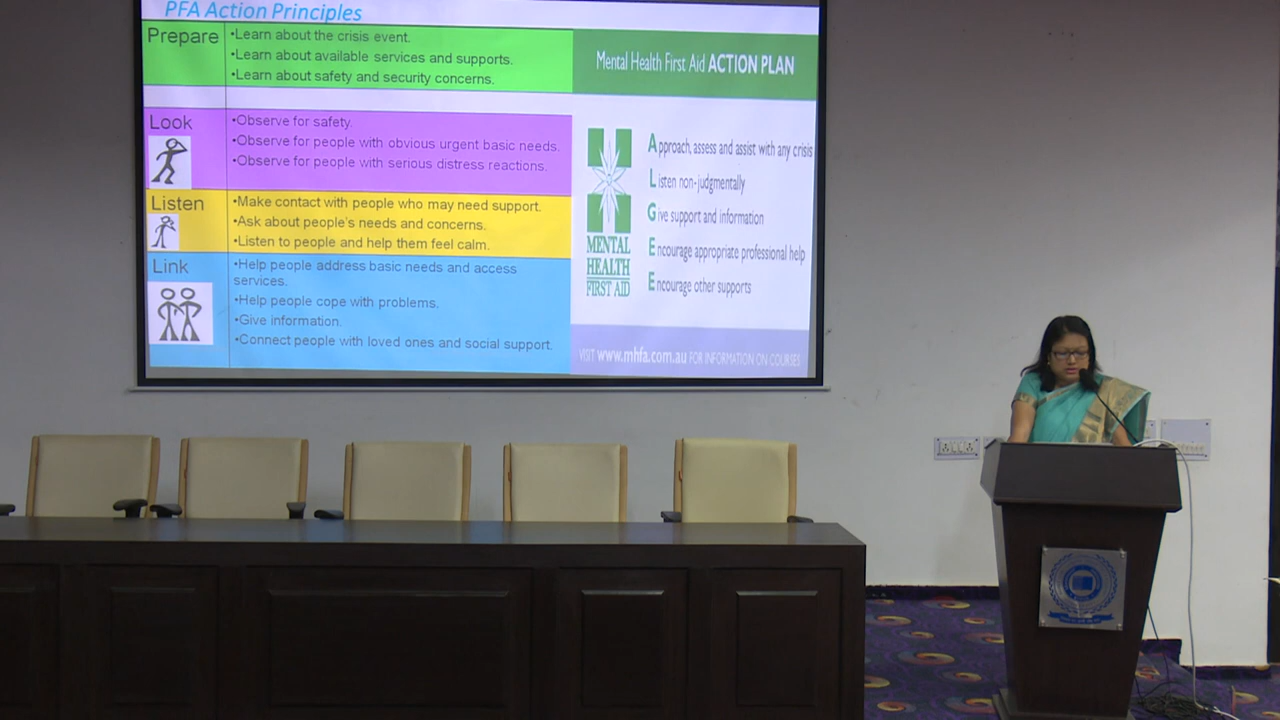 PFA Action Principles
Prepare
•Learn about the crisis event.
•Learn about available services and supports.
•Learn about safety and security concerns.
Look
•Observe for safety.
•Observe for people with obvious urgent basic needs.
•Observe for people with serious distress reactions.
Listen
•Make contact with people who may need support.
•Ask about people's needs and concerns.
•Listen to people and help them feel calm.
Link
•Help people address basic needs and access
services.
•Help people cope with problems.
•Give information.
•Connect people with loved ones and social support.
Mental Health First Aid ACTION PLAN
Approach, assess and assist with any crisis
Listen non-judgmentally
Give support and information
Encourage appropriate professional help
Encourage other supports
MENTAL
HEALTH
FIRST AID
VISIT www.mhfa.com.au FOR INFORMATION ON COURSES